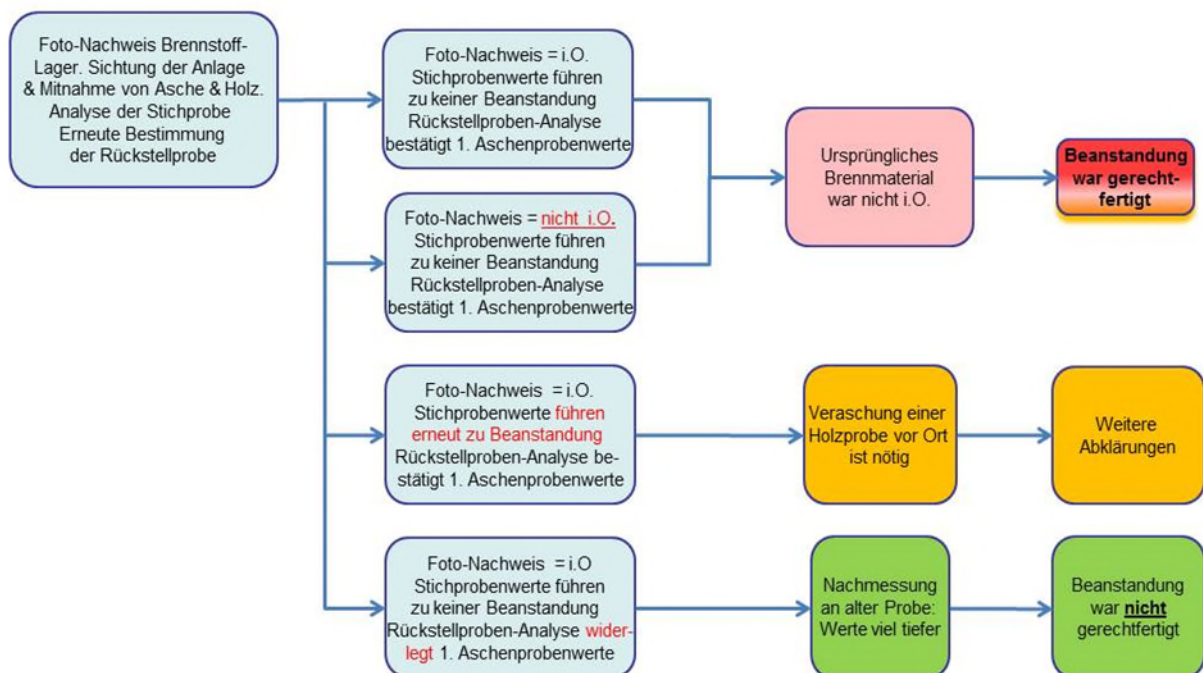 Foto-Nachweis Brennstoff-
Lager. Sichtung der Anlage
& Mitnahme von Asche & Holz.
Analyse der Stichprobe
Erneute Bestimmung
der Rückstellprobe
Foto-Nachweis = i.O.
Stichprobenwerte führen
zu keiner Beanstandung
Rückstellproben-Analyse
bestätigt 1. Aschenprobenwerte
Foto-Nachweis = nicht i.O.
Stichprobenwerte führen
zu keiner Beanstandung
Rückstellproben-Analyse
bestätigt 1. Aschenprobenwerte
Ursprüngliches
Brennmaterial
war nicht i.O.
Beanstandung
war gerecht-
fertigt
Foto-Nachweis = i.O.
Stichprobenwerte führen
erneut zu Beanstandung
Rückstellproben-Analyse be-
stätigt 1. Aschenprobenwerte
Veraschung einer
Holzprobe vor Ort
ist nötig
Weitere
Abklärungen
Foto-Nachweis = i.O
Stichprobenwerte führen
zu keiner Beanstandung
Rückstellproben-Analyse wider-
legt 1. Aschenprobenwerte
Nachmessung
an alter Probe:
Werte viel tiefer
Beanstandung
war nicht
gerechtfertigt